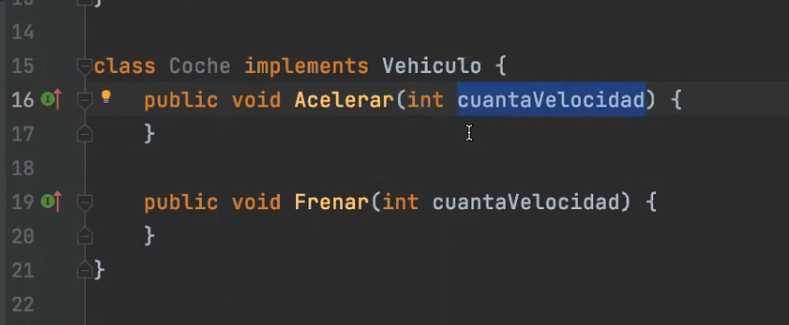 13 }
14
15 class Coche implements Vehiculo {
16 public void Acelerar(int cuantaVelocidad) {
17 }
18
19 public void Frenar(int cuantaVelocidad) {
20 }
21 }
22